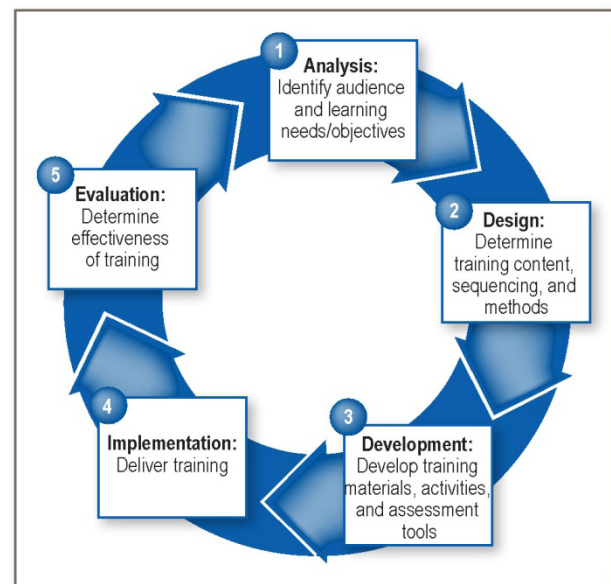 1
Analysis:
Identify audience
and learning
needs/objectives
2
Design:
Determine
training content,
sequencing, and
methods
3
Development:
Develop training
materials, activities,
and assessment
tools
4
Implementation:
Deliver training
5
Evaluation:
Determine
effectiveness
of training